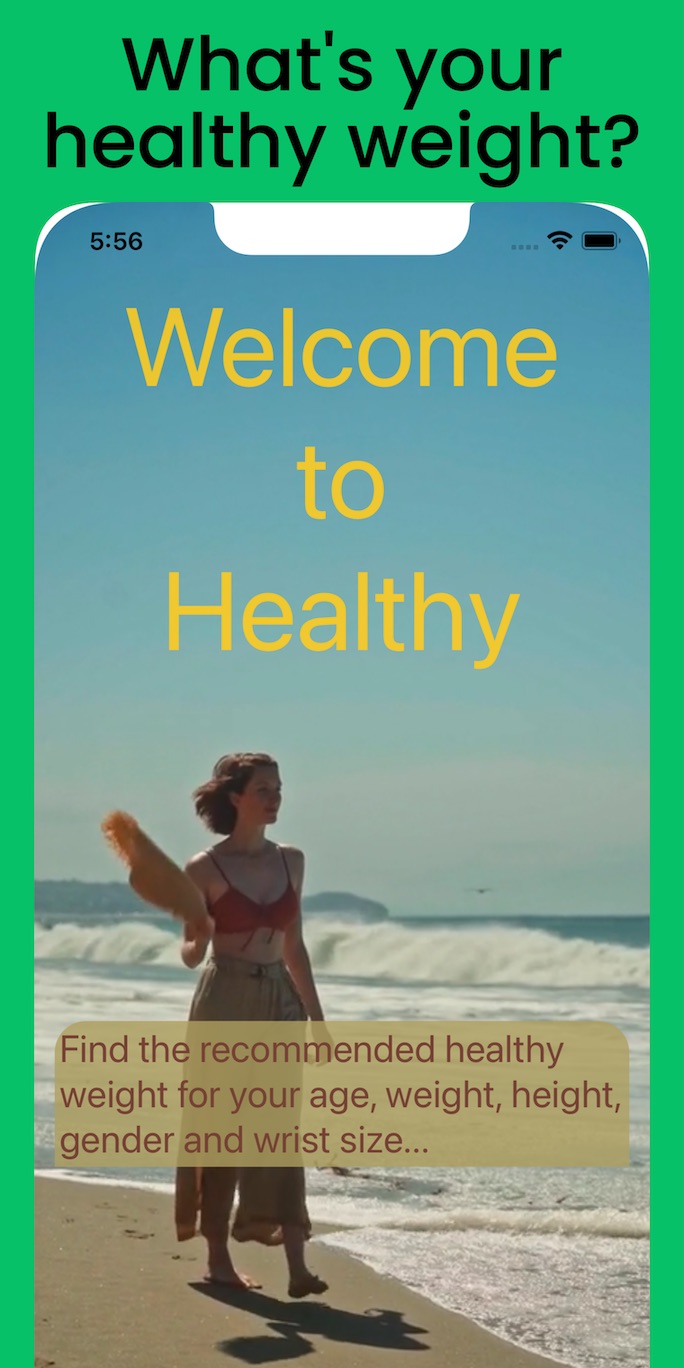 What's your
healthy weight?
5:56
Welcome
to
Healthy
Find the recommended healthy
weight for your age, weight, height,
gender and wrist size...